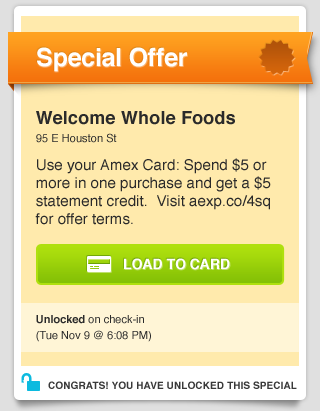 Special Offer
Welcome Whole Foods
95 E Houston St
Use your Amex Card: Spend $5 or
more in one purchase and get a $5
statement credit.  Visit aexp.co/4sq
for offer terms.
LOAD TO CARD
Unlocked on check-in
(Tue Nov 9 @ 6:08 PM)
CONGRATS! YOU HAVE UNLOCKED THIS SPECIAL